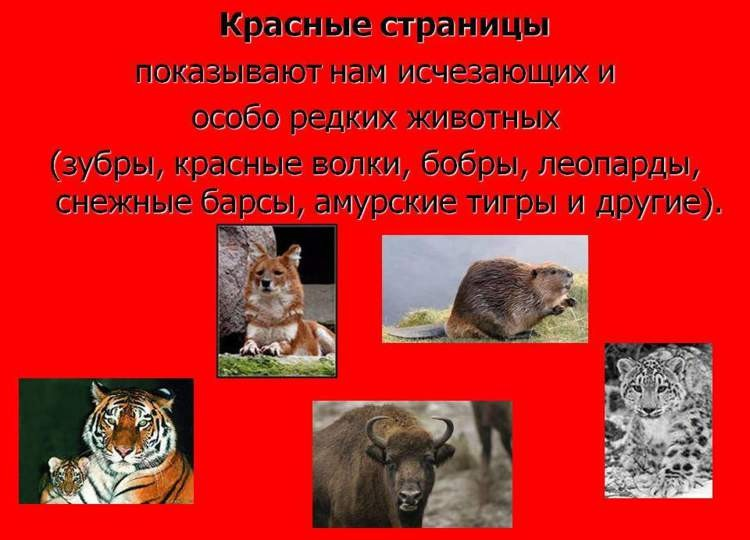 Красные страницы
показывают нам исчезающих и
особо редких животных
(зубры, красные волки, бобры, леопарды,
снежные барсы, амурские тигры и другие).